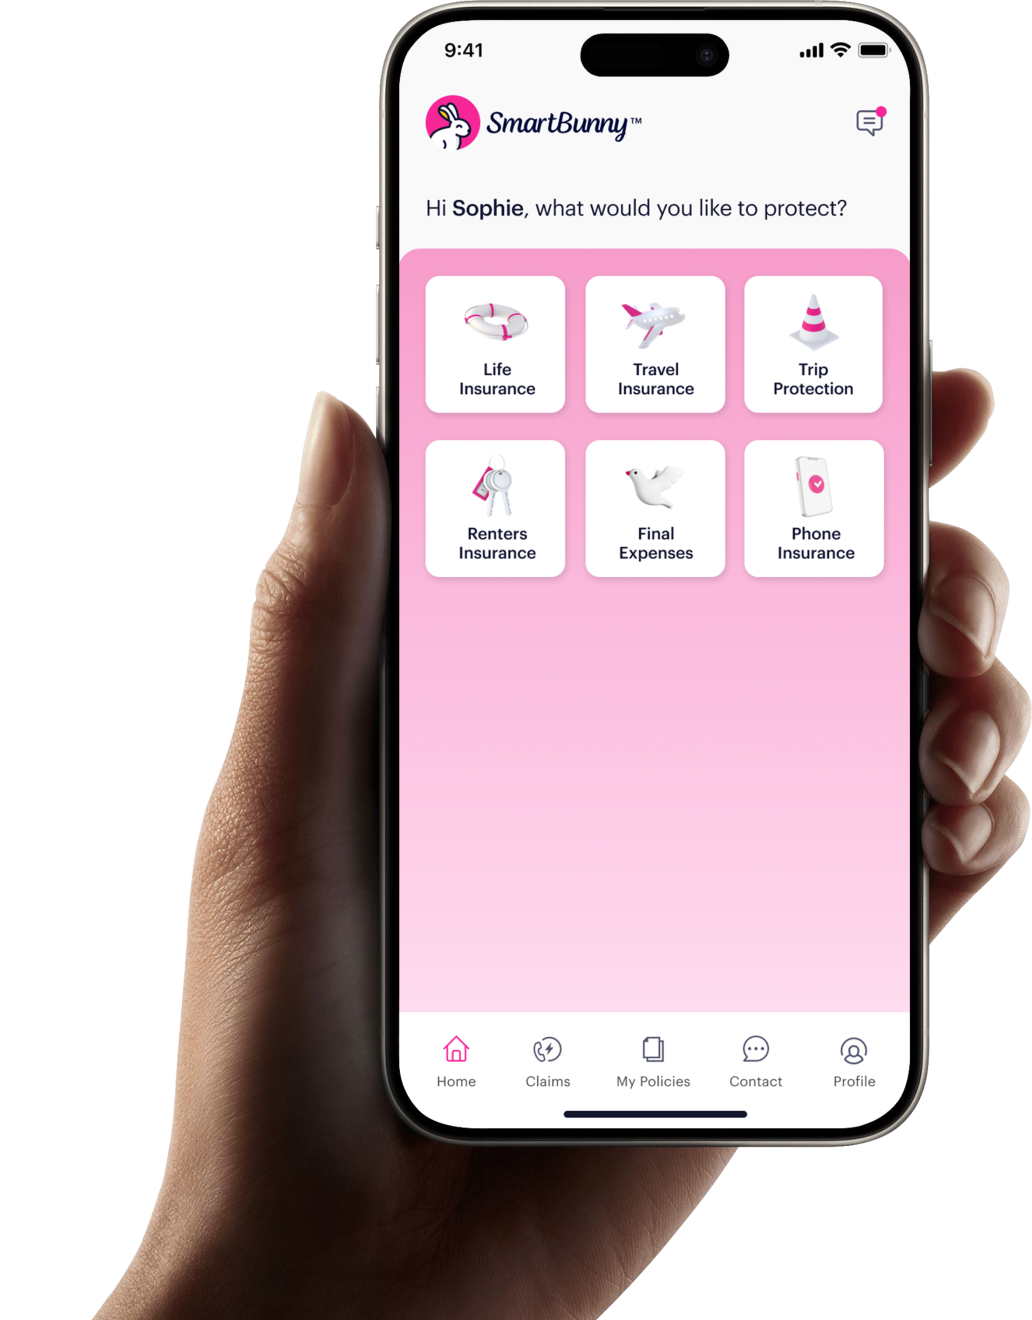 9:41
SmartBunny™
Hi Sophie, what would you like to protect?
Life
Insurance
Travel
Insurance
Trip
Protection
Renters
Insurance
Final
Expenses
Phone
Insurance
Home
Claims
My Policies
Contact
Profile